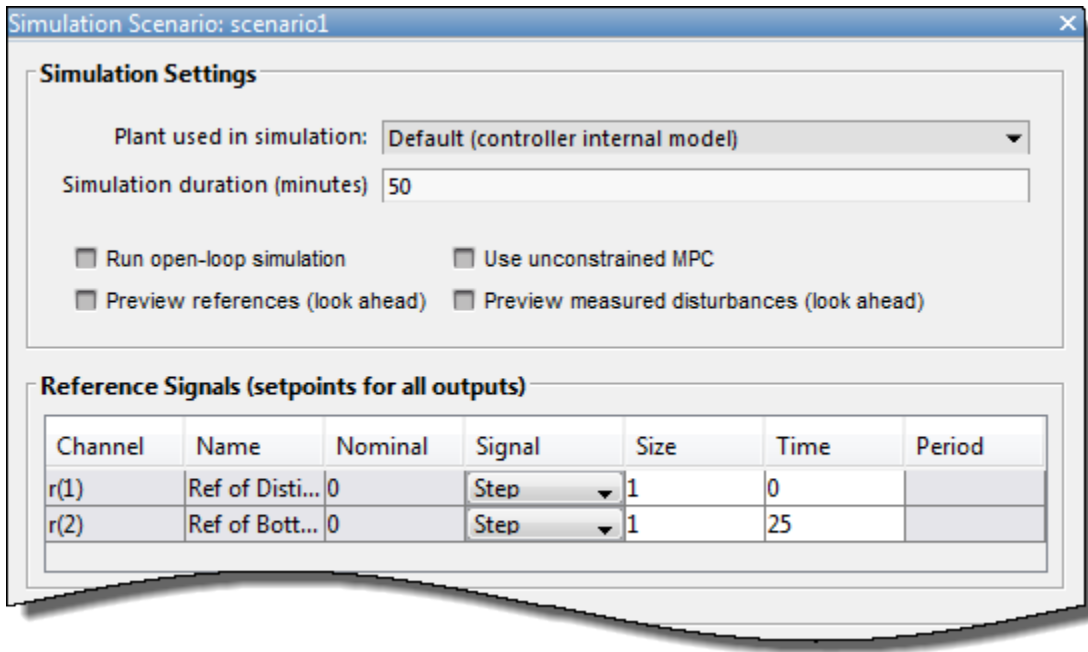 Simulation Scenario: scenario1
Simulation Settings
Plant used in simulation: Default (controller internal model)
Simulation duration (minutes) 50
Run open-loop simulation Use unconstrained MPC
Preview references (look ahead) Preview measured disturbances (look ahead)
Reference Signals (setpoints for all outputs)
Channel Name Nominal Signal Size Time Period
r(1) Ref of Disti... 0 Step 1 0
r(2) Ref of Bott... 0 Step 1 25